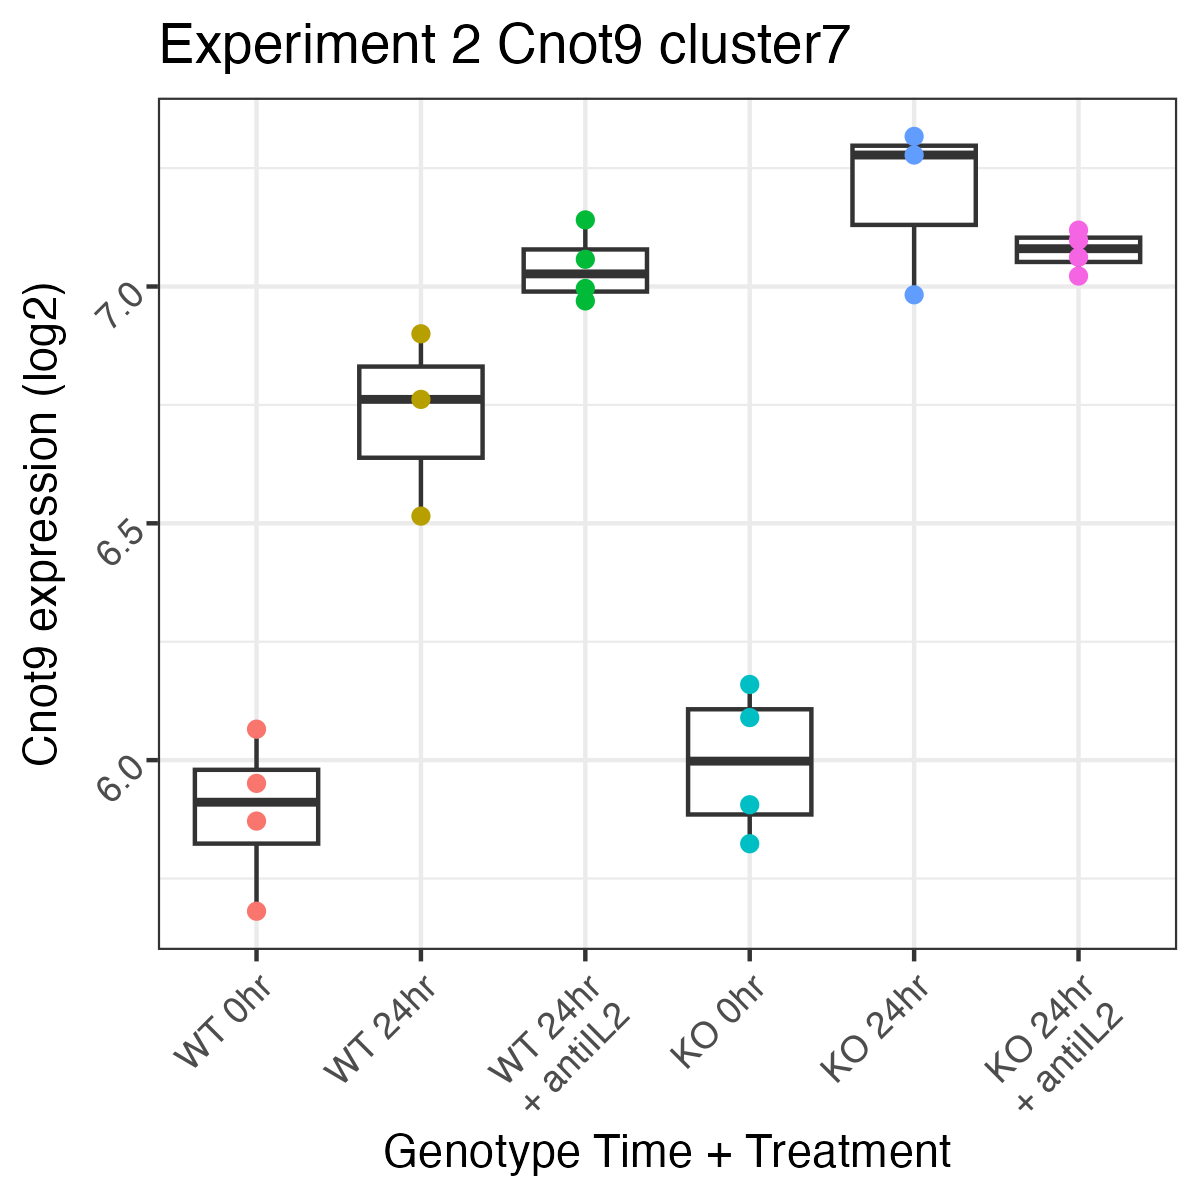 Experiment 2 Cnot9 cluster7
Cnot9 expression (log2)
7.0
6.5
6.0
WT 0hr
WT 24hr
WT 24hr
+ antiIL2
KO 0hr
KO 24hr
KO 24hr
+ antiIL2
Genotype Time + Treatment